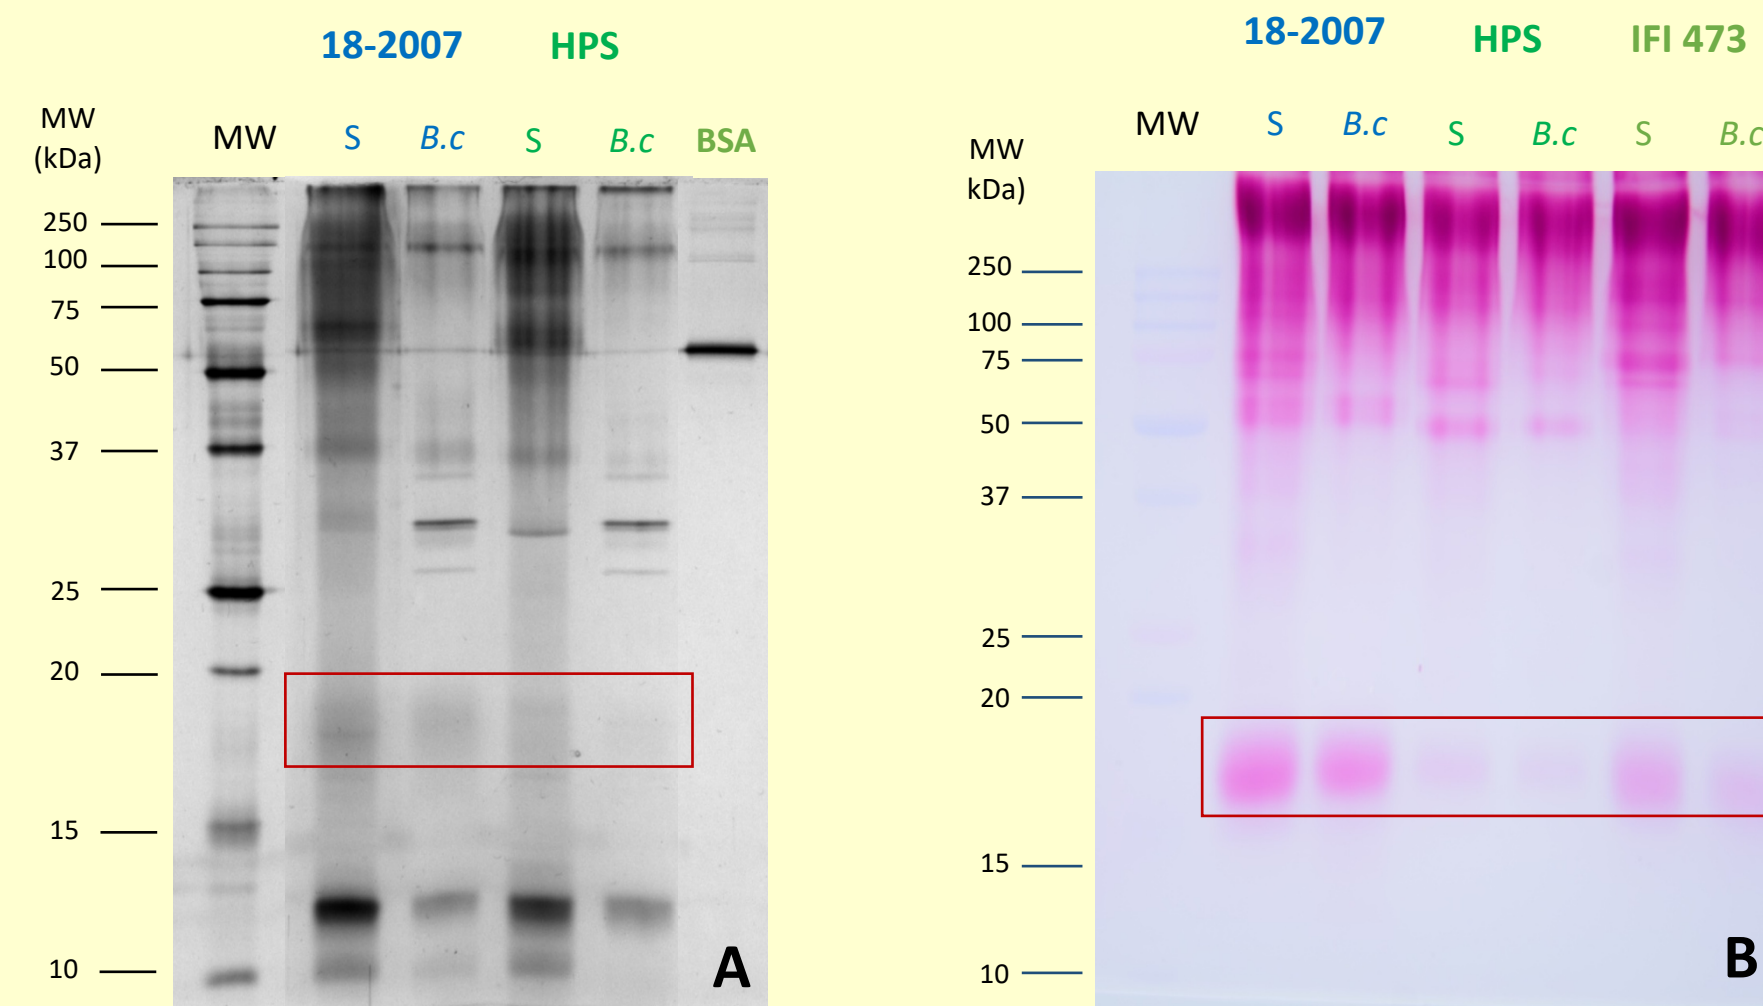 18-2007 HPS
MW
(kDa)
MW S B.c S B.c BSA
250
100
75
50
37
25
20
15
10
A
18-2007 HPS IFI 473
MW
kDa)
MW S B.c S B.c S B.c
250
100
75
50
37
25
20
15
10
B